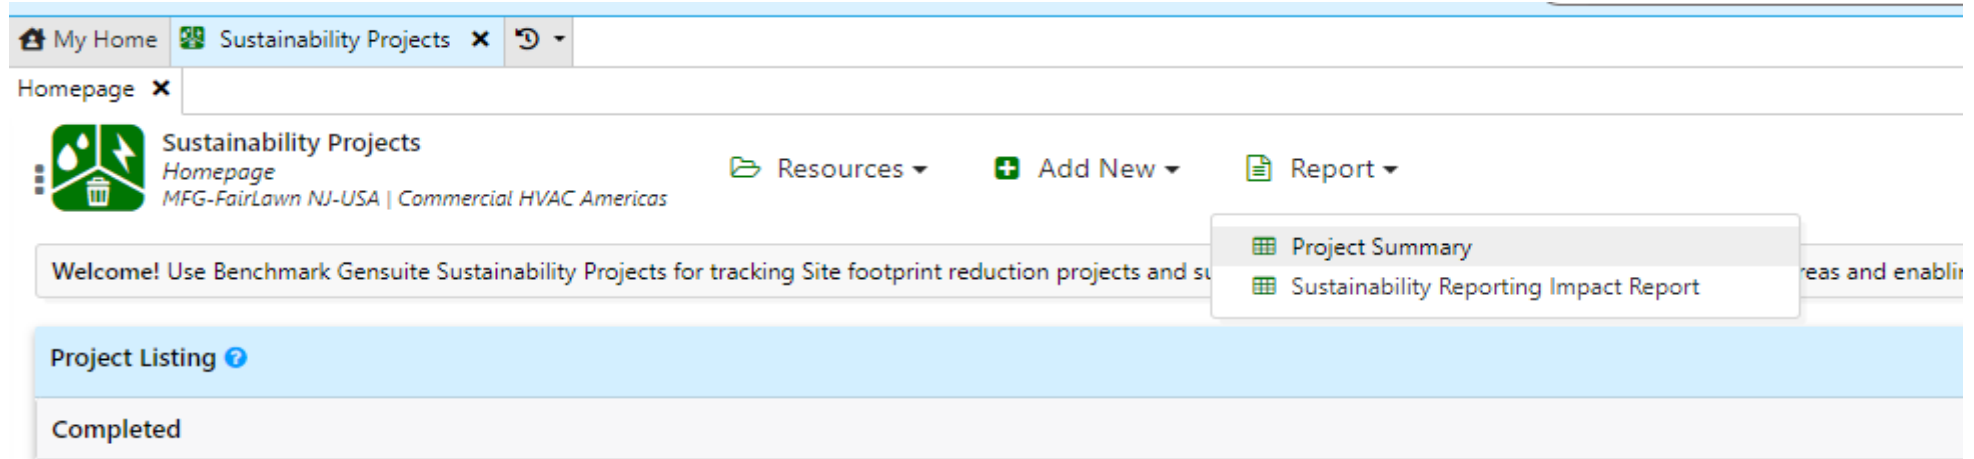 My Home
Sustainability Projects
Homepage
Sustainability Projects
Homepage
MFG-FairLawn NJ-USA | Commercial HVAC Americas
Resources
Add New
Report
Project Summary
Sustainability Reporting Impact Report
Welcome! Use Benchmark Gensuite Sustainability Projects for tracking Site footprint reduction projects and and
Project Listing
Completed